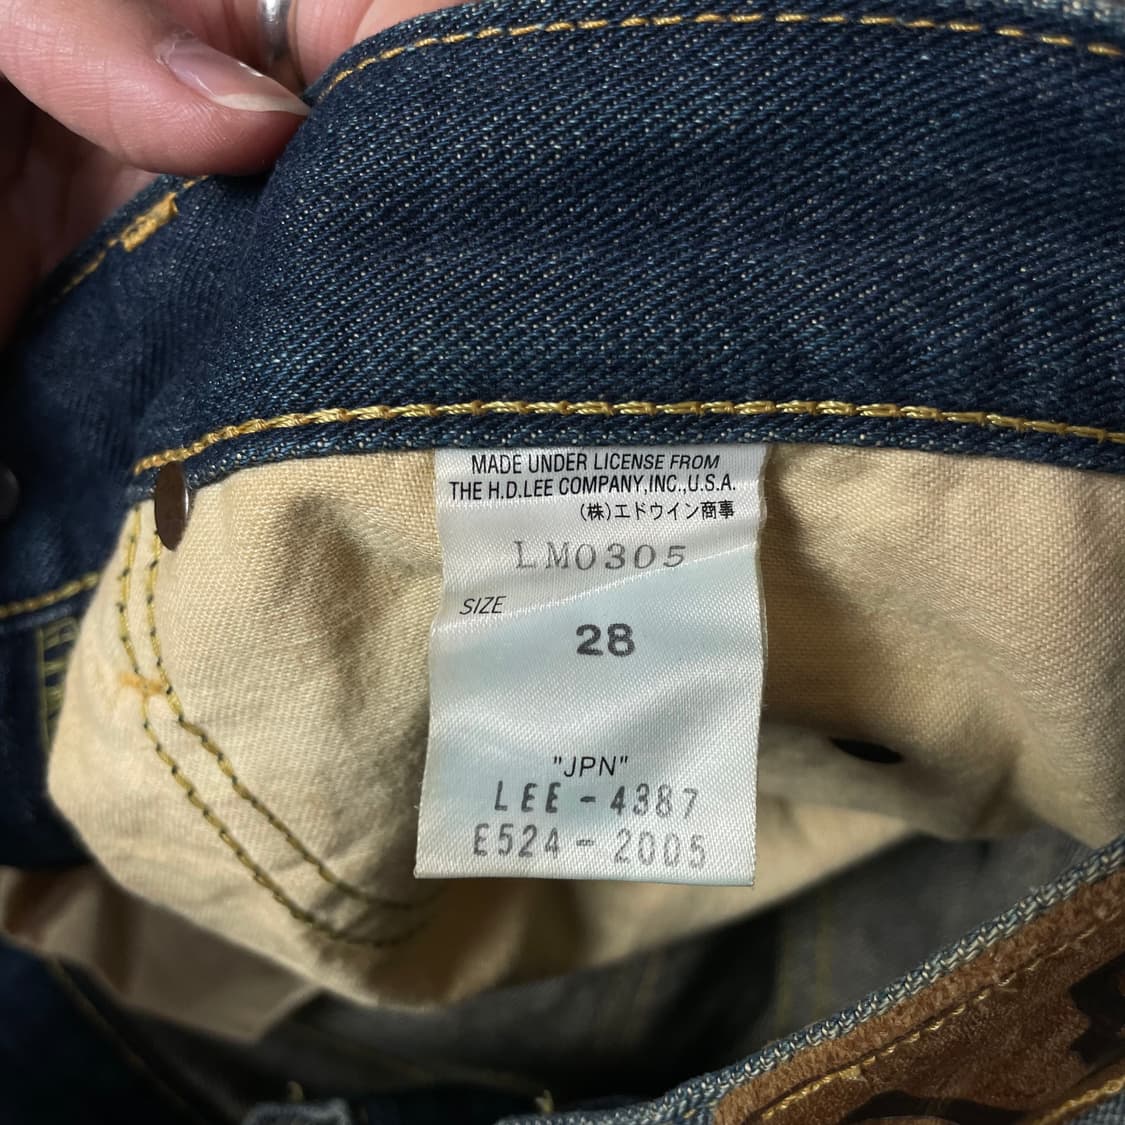 MADE UNDER LICENSE FROM
THE H.D.LEE COMPANY,INC.,U.S.A.
(株)エドウイン商事
LM0305
SIZE
28
"JPN"
LEE-4387
E524-2005